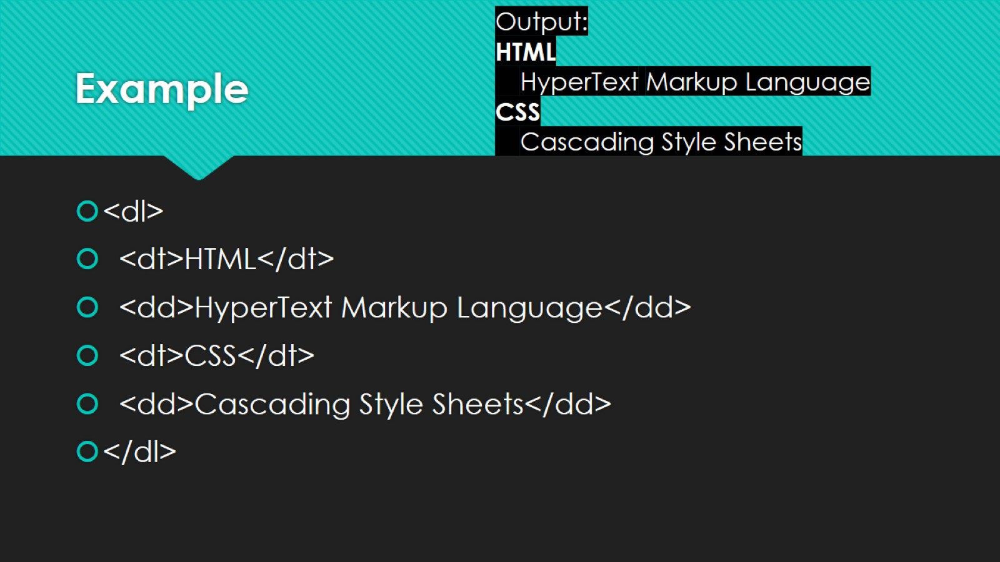 Example
Output:
HTML
HyperText Markup Language
CSS
Cascading Style Sheets
<dl>
<dt>HTML</dt>
<dd>HyperText Markup Language</dd>
<dt>CSS</dt>
<dd>Cascading Style Sheets</dd>
</dl>